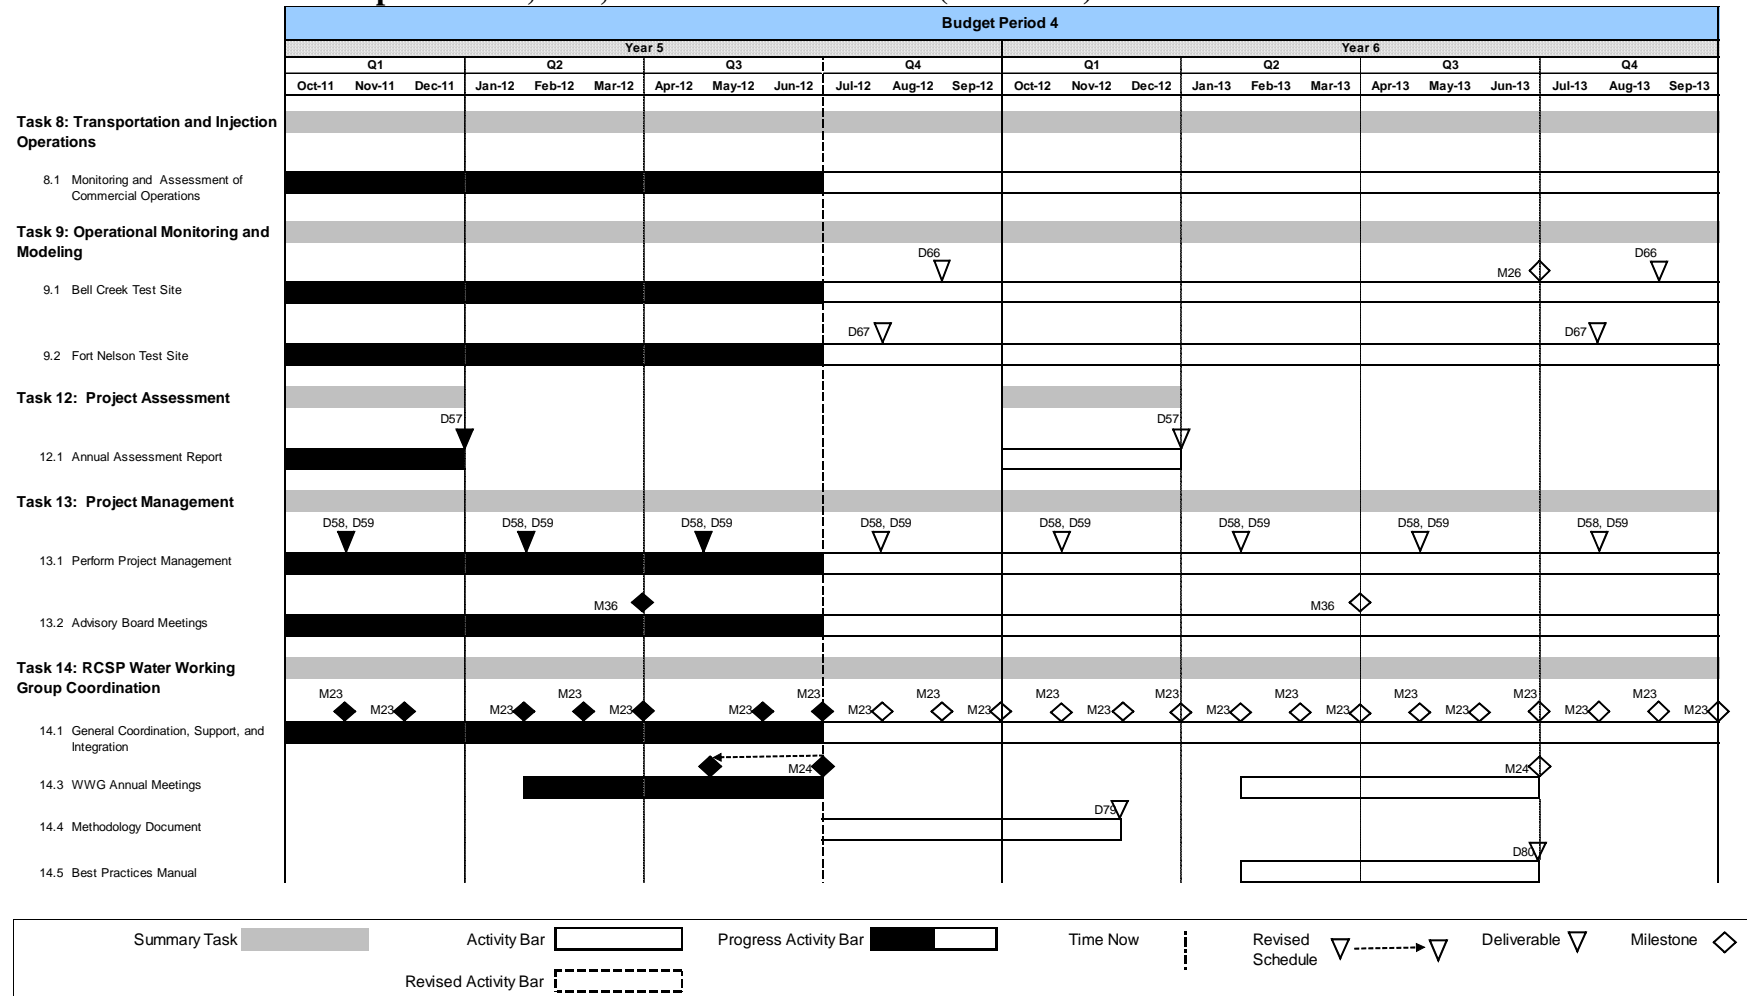 Budget Period 4
Year 5 Year 6
Q1 Q2 Q3 Q4 Q1 Q2 Q3 Q4
Oct-11 Nov-11 Dec-11 Jan-12 Feb-12 Mar-12 Apr-12 May-12 Jun-12 Jul-12 Aug-12 Sep-12 Oct-12 Nov-12 Dec-12 Jan-13 Feb-13 Mar-13 Apr-13 May-13 Jun-13 Jul-13 Aug-13 Sep-13
Task 8: Transportation and Injection
Operations
8.1 Monitoring and Assessment of
Commercial Operations
Task 9: Operational Monitoring and
Modeling
D66 D66
M26
9.1 Bell Creek Test Site
D67 D67
9.2 Fort Nelson Test Site
Task 12: Project Assessment
D57 D57
12.1 Annual Assessment Report
Task 13: Project Management
D58, D59 D58, D59 D58, D59 D58, D59 D58, D59 D58, D59 D58, D59 D58, D59
13.1 Perform Project Management
M36 M36
13.2 Advisory Board Meetings
Task 14: RCSP Water Working
Group Coordination
M23 M23 M23 M23 M23 M23 M23 M23 M23 M23
M23 M23 M23 M23 M23 M23 M23 M23 M23 M23 M23 M23
14.1 General Coordination, Support, and
Integration
M24 M24
14.3 WWG Annual Meetings
D79
14.4 Methodology Document
D80
14.5 Best Practices Manual
Summary Task Activity Bar Progress Activity Bar Time Now Revised
Schedule Deliverable Milestone
Revised Activity Bar